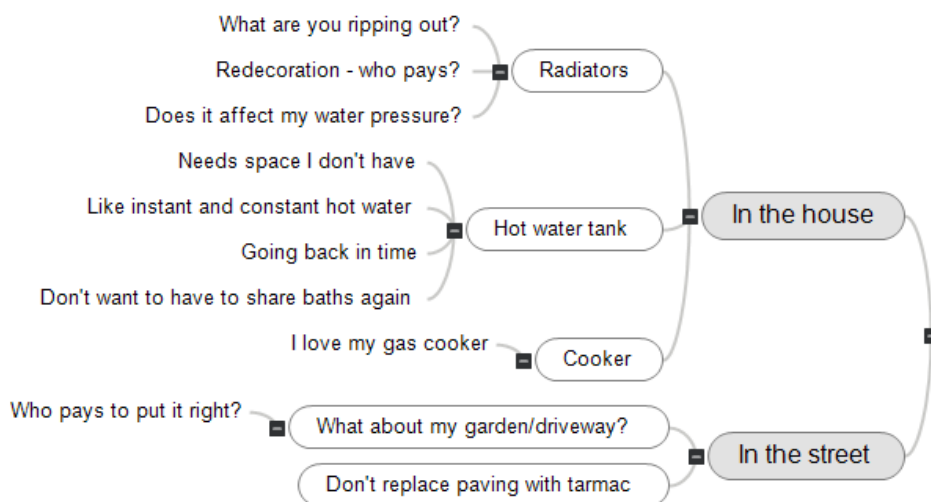 What are you ripping out?
Redecoration - who pays?
Radiators
Does it affect my water pressure?
Needs space I don't have
Like instant and constant hot water
Hot water tank
In the house
Going back in time
Don't want to have to share baths again
I love my gas cooker
Cooker
Who pays to put it right?
What about my garden/driveway?
In the street
Don't replace paving with tarmac